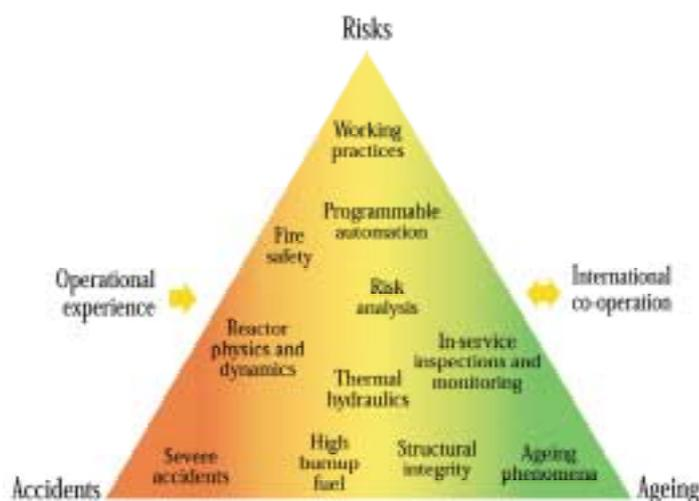 Risks
Working
practices
Programmable
automation
Fire
safety
Operational
experience
International
co-operation
Risk
analysis
Reactor
physics and
dynamics
In-service
inspections and
monitoring
Thermal
hydraulics
Severe
accidents
High
burnup
fuel
Structural
integrity
Ageing
phenomena
Accidents
Ageing